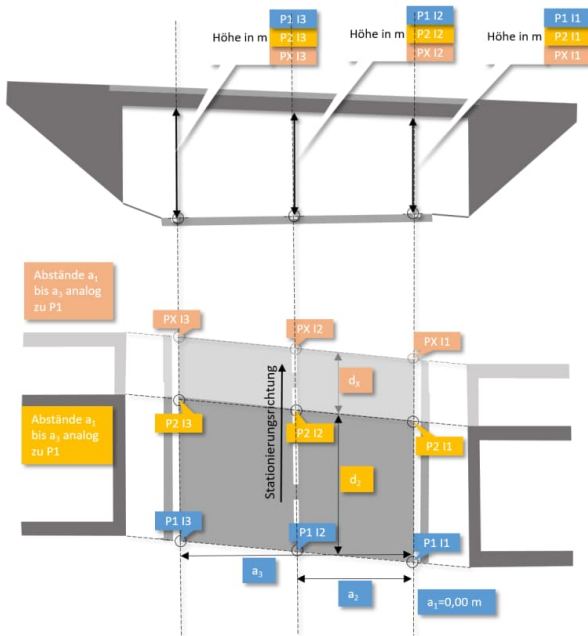 P1 I3
Höhe in m P2 I3
PX I3
P1 I2
Höhe in m P2 I2
PX I2
P1 I1
Höhe in m P2 I1
PX I1
Abstände a1
bis a3 analog
zu P1
PX I3
PX I2
PX I1
dX
Stationierungsrichtung
Abstände a1
bis a3 analog
zu P1
P2 I3
P2 I2
P2 I1
d2
P1 I3
P1 I2
P1 I1
a3
a2
a1=0,00 m